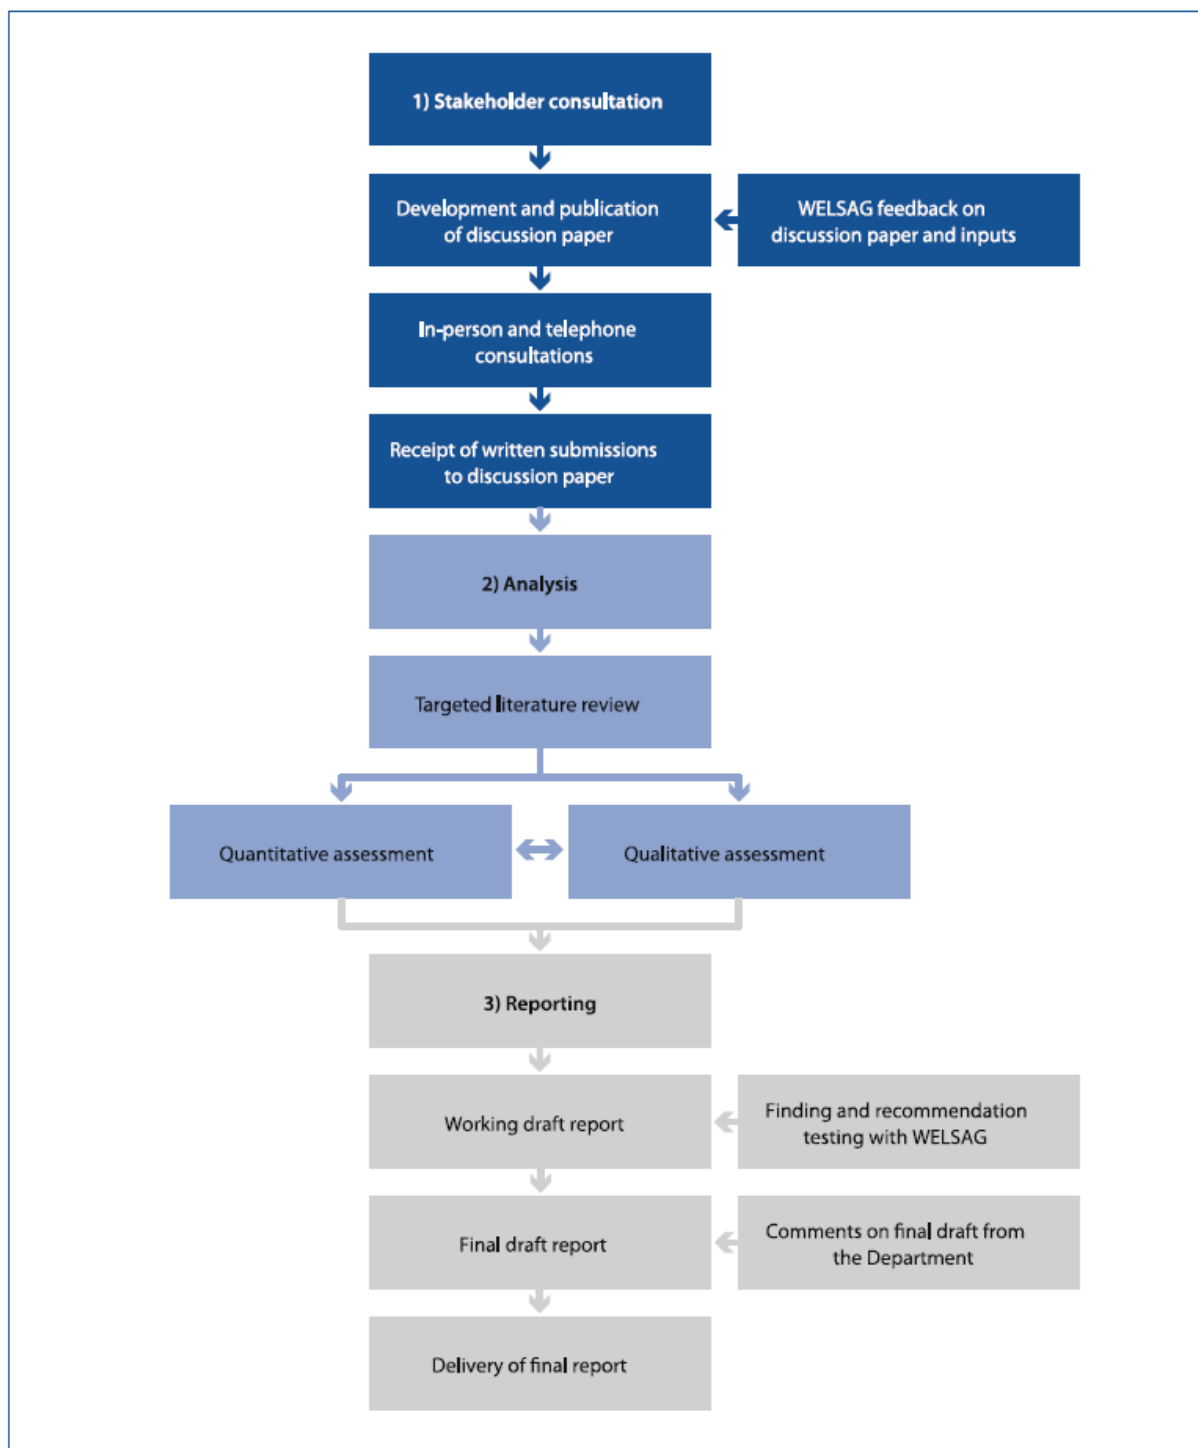 1) Stakeholder consultation
Development and publication
of discussion paper
WELSAG feedback on
discussion paper and inputs
In-person and telephone
consultations
Receipt of written submissions
to discussion paper
2) Analysis
Targeted literature review
Quantitative assessment
Qualitative assessment
3) Reporting
Working draft report
Finding and recommendation
testing with WELSAG
Final draft report
Comments on final draft from
the Department
Delivery of final report